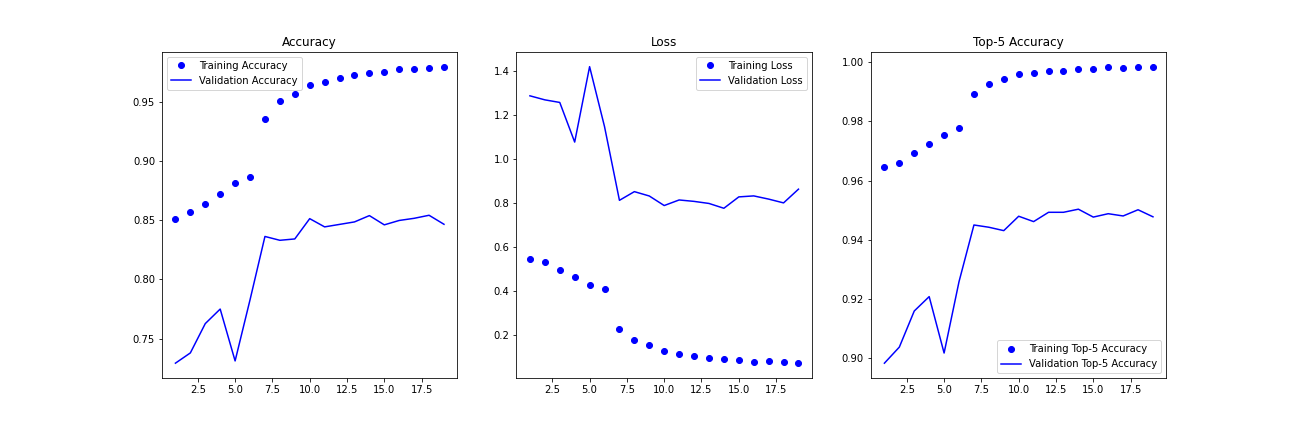 Accuracy
Training Accuracy
Validation Accuracy
0.95
0.90
0.85
0.80
0.75
2.5 5.0 7.5 10.0 12.5 15.0 17.5
Loss
Training Loss
Validation Loss
1.4
1.2
1.0
0.8
0.6
0.4
0.2
2.5 5.0 7.5 10.0 12.5 15.0 17.5
Top-5 Accuracy
1.00
0.98
0.96
0.94
0.92
0.90
Training Top-5 Accuracy
Validation Top-5 Accuracy
2.5 5.0 7.5 10.0 12.5 15.0 17.5